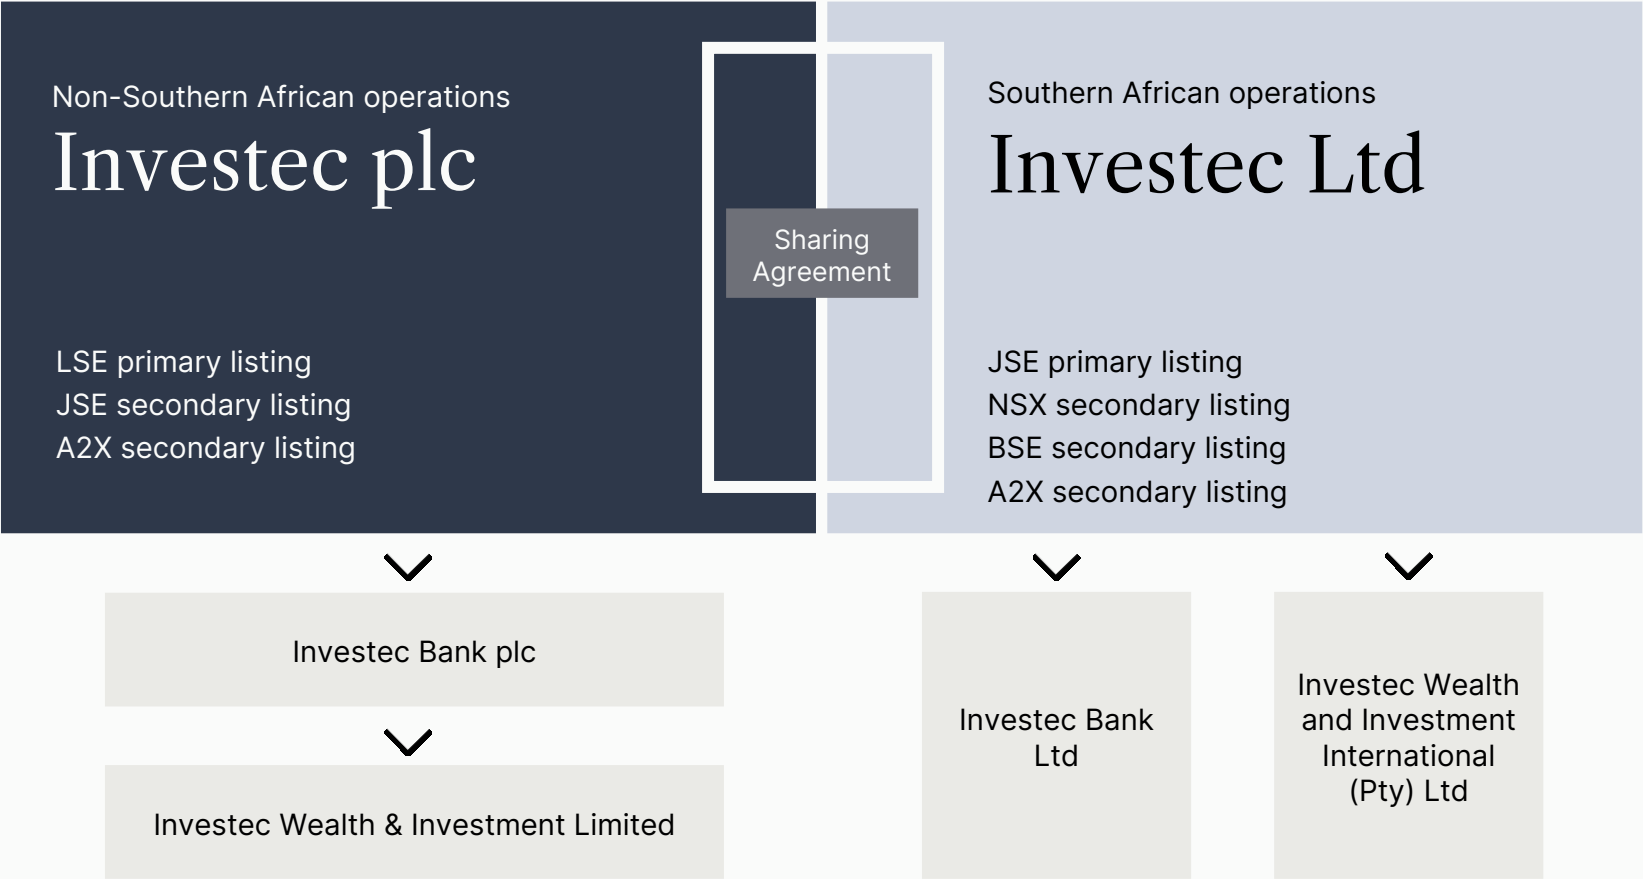 Non-Southern African operations
Investec plc
LSE primary listing
JSE secondary listing
A2X secondary listing
Sharing
Agreement
Southern African operations
Investec Ltd
JSE primary listing
NSX secondary listing
BSE secondary listing
A2X secondary listing
Investec Bank plc
Investec Wealth & Investment Limited
Investec Bank
Ltd
Investec Wealth
and Investment
International
(Pty) Ltd